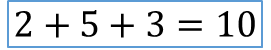 2 + 5 + 3 = 10